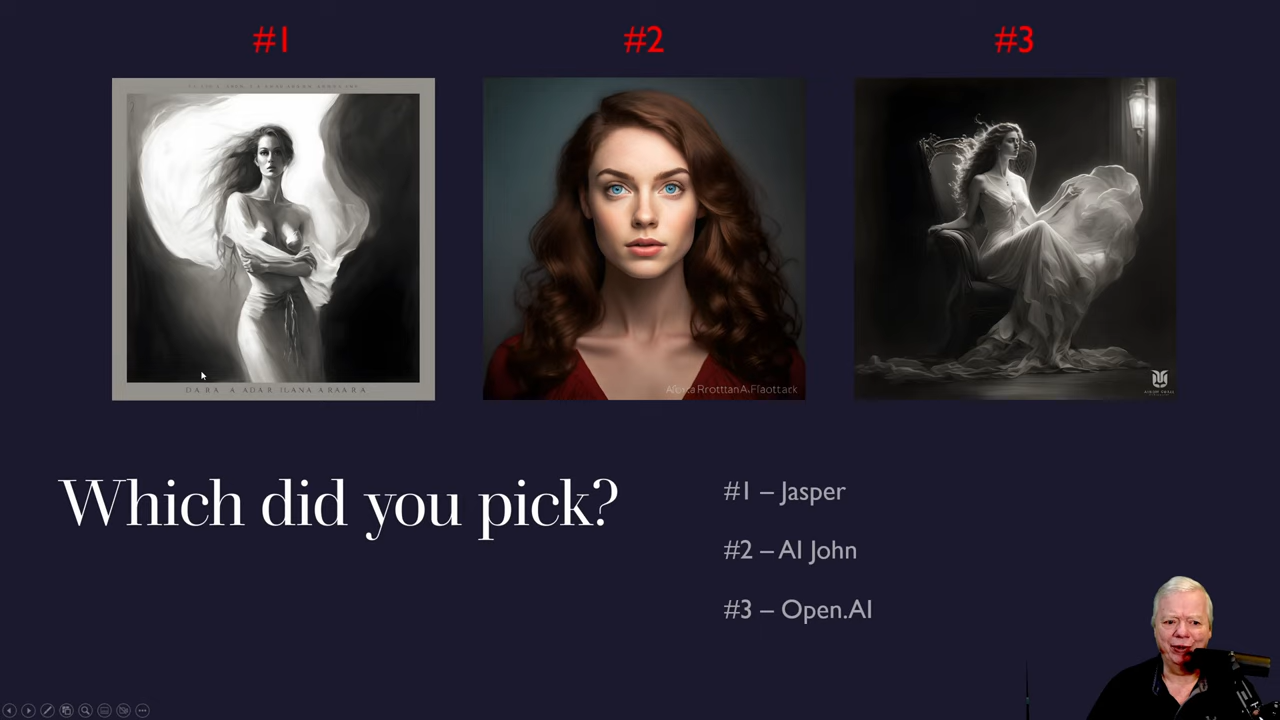 #1
#2
#3
Which did you pick?
#1 – Jasper
#2 – AI John
#3 – Open.AI